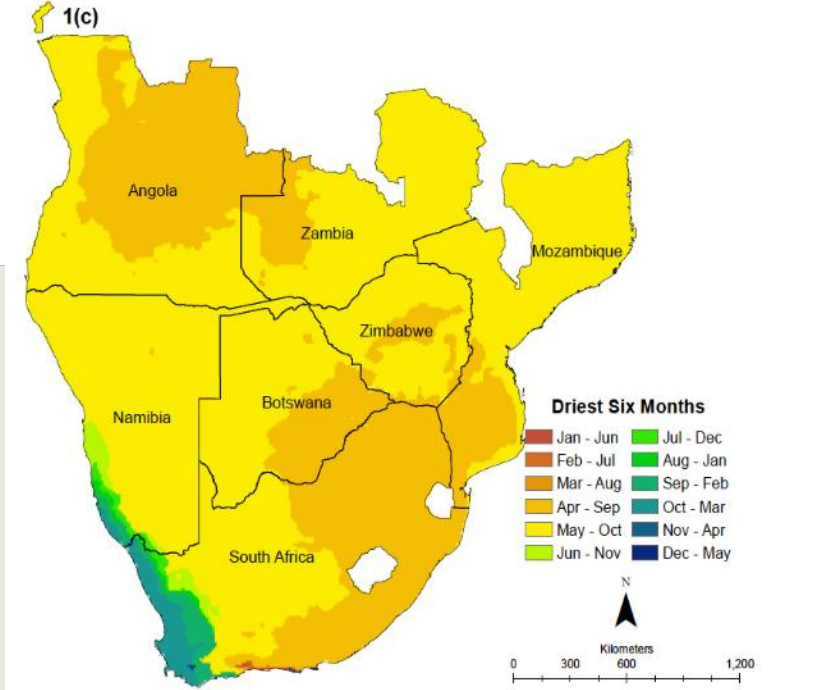 1(c)
Angola
Zambia
Mozambique
Zimbabwe
Namibia
Botswana
South Africa
Driest Six Months
Jan - Jun
Jul - Dec
Feb - Jul
Aug - Jan
Mar - Aug
Sep - Feb
Apr - Sep
Oct - Mar
May - Oct
Nov - Apr
Jun - Nov
Dec - May
N
Kilometers
0 300 600 1,200